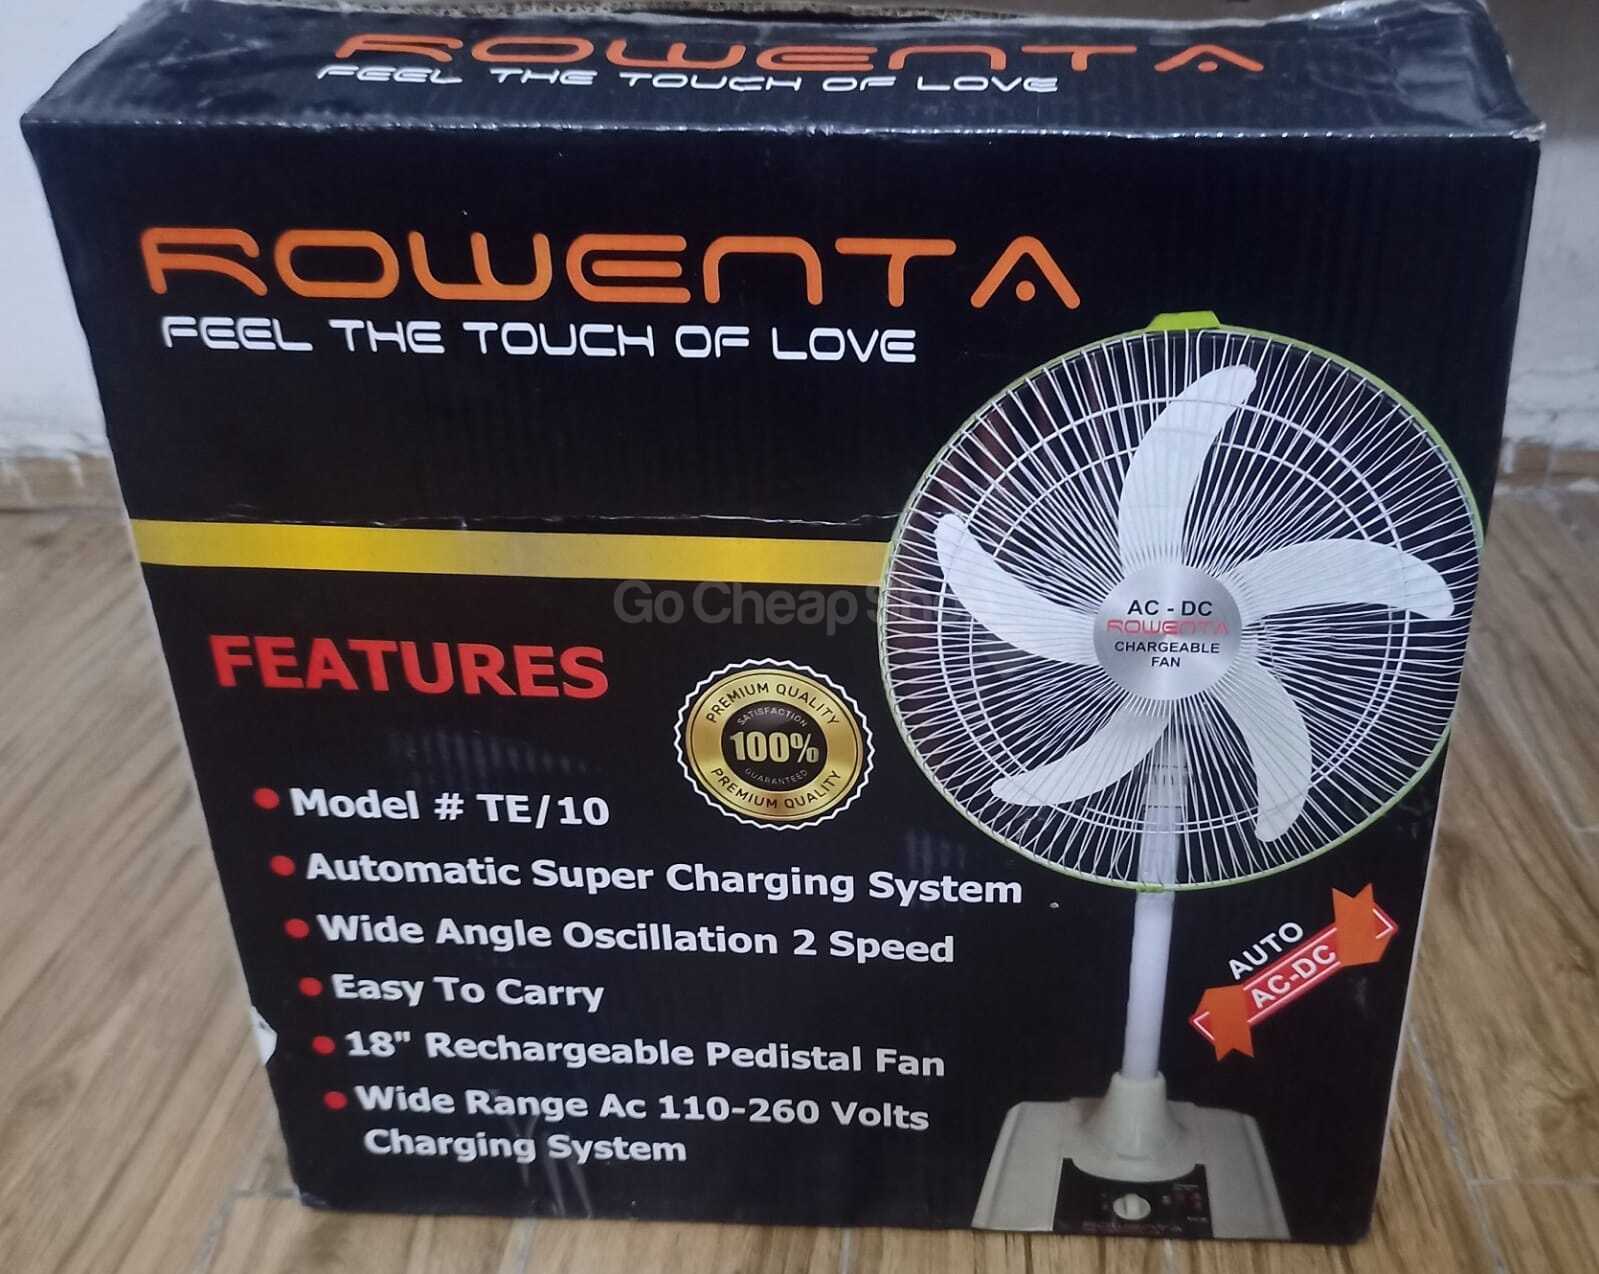 ROWENTA
FEEL THE TOUCH OF LOVE
ROWENTA
FEEL THE TOUCH OF LOVE
Go Cheap
FEATURES
PREMIUM QUALITY
SATISFACTION
100%
GUARANTEED
PREMIUM QUALITY
AC - DC
ROWENTA
CHARGEABLE
FAN
Model # TE/10
Automatic Super Charging System
Wide Angle Oscillation 2 Speed
Easy To Carry
18" Rechargeable Pedistal Fan
Wide Range Ac 110-260 Volts
Charging System
AUTO
AC-DC
ROWENTA